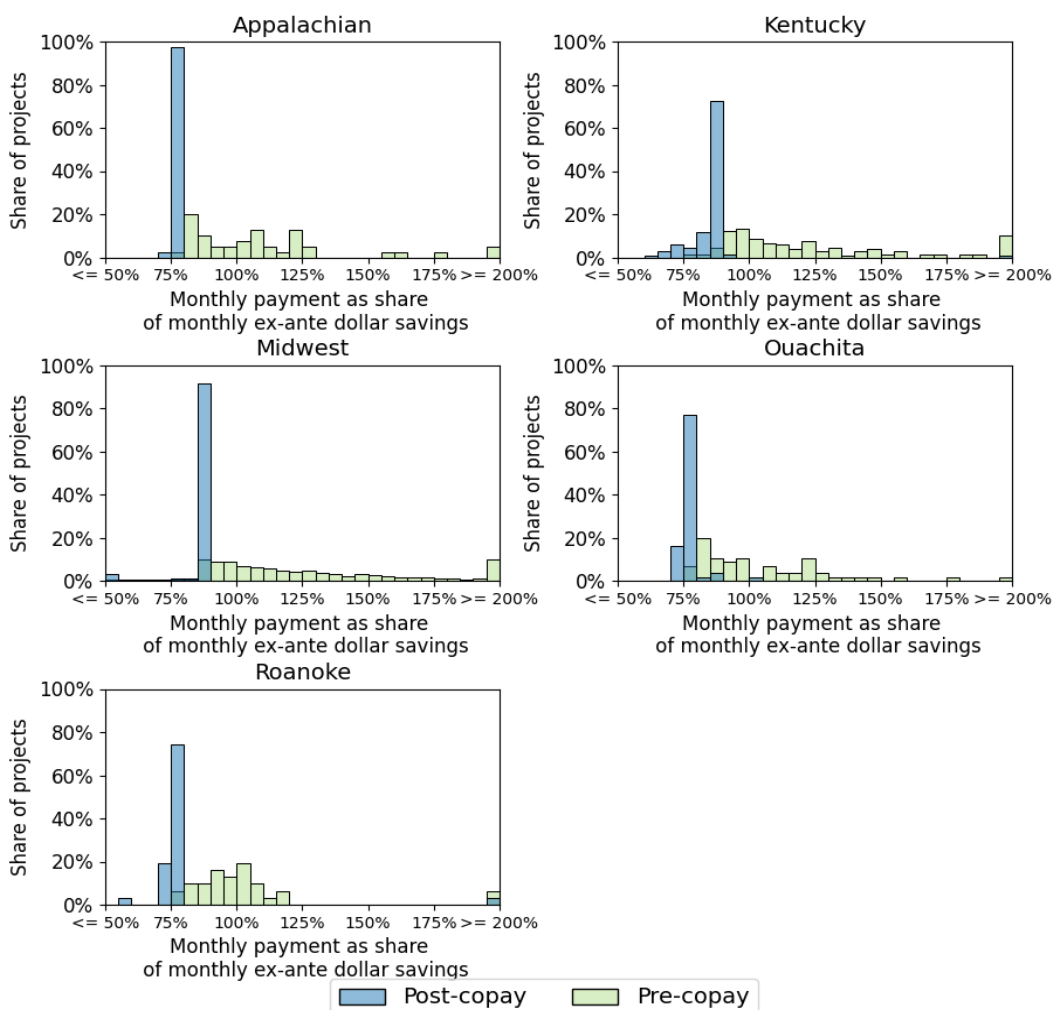 Appalachian
100%
80%
60%
40%
20%
0%
Share of projects
<= 50% 75% 100% 125% 150% 175% >= 200%
Monthly payment as share
of monthly ex-ante dollar savings
Kentucky
100%
80%
60%
40%
20%
0%
Share of projects
<= 50% 75% 100% 125% 150% 175% >= 200%
Monthly payment as share
of monthly ex-ante dollar savings
Midwest
100%
80%
60%
40%
20%
0%
Share of projects
<= 50% 75% 100% 125% 150% 175% >= 200%
Monthly payment as share
of monthly ex-ante dollar savings
Ouachita
100%
80%
60%
40%
20%
0%
Share of projects
<= 50% 75% 100% 125% 150% 175% >= 200%
Monthly payment as share
of monthly ex-ante dollar savings
Roanoke
100%
80%
60%
40%
20%
0%
Share of projects
<= 50% 75% 100% 125% 150% 175% >= 200%
Monthly payment as share
of monthly ex-ante dollar savings
Post-copay Pre-copay